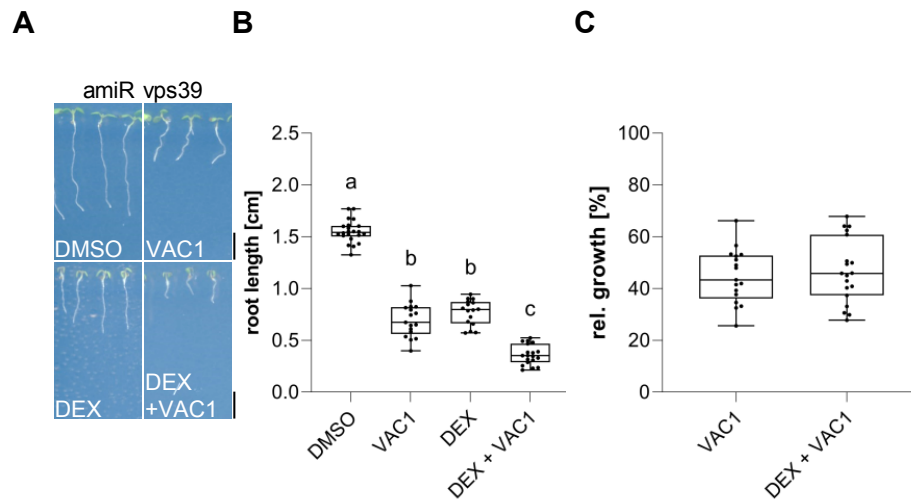 A
B
C
amiR vps39
DMSO
VAC1
DEX
DEX
+VAC1
root length [cm]
2.5
2.0
1.5
1.0
0.5
0.0
a
b
b
c
DMSO
VAC1
DEX
DEX + VAC1
rel. growth [%]
100
80
60
40
20
0
VAC1
DEX + VAC1